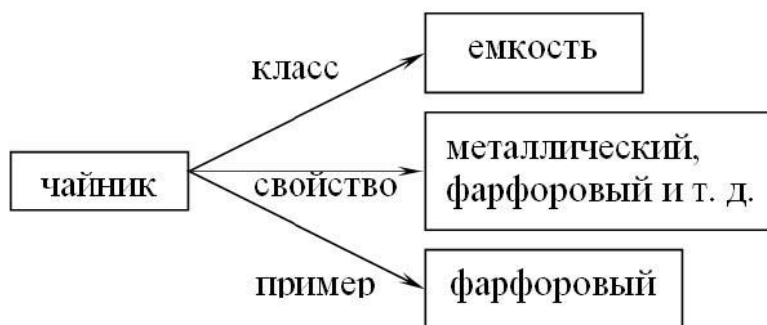 емкость
класс
металлический,
чайник
свойство
фарфоровый и т. д.
пример
фарфоровый